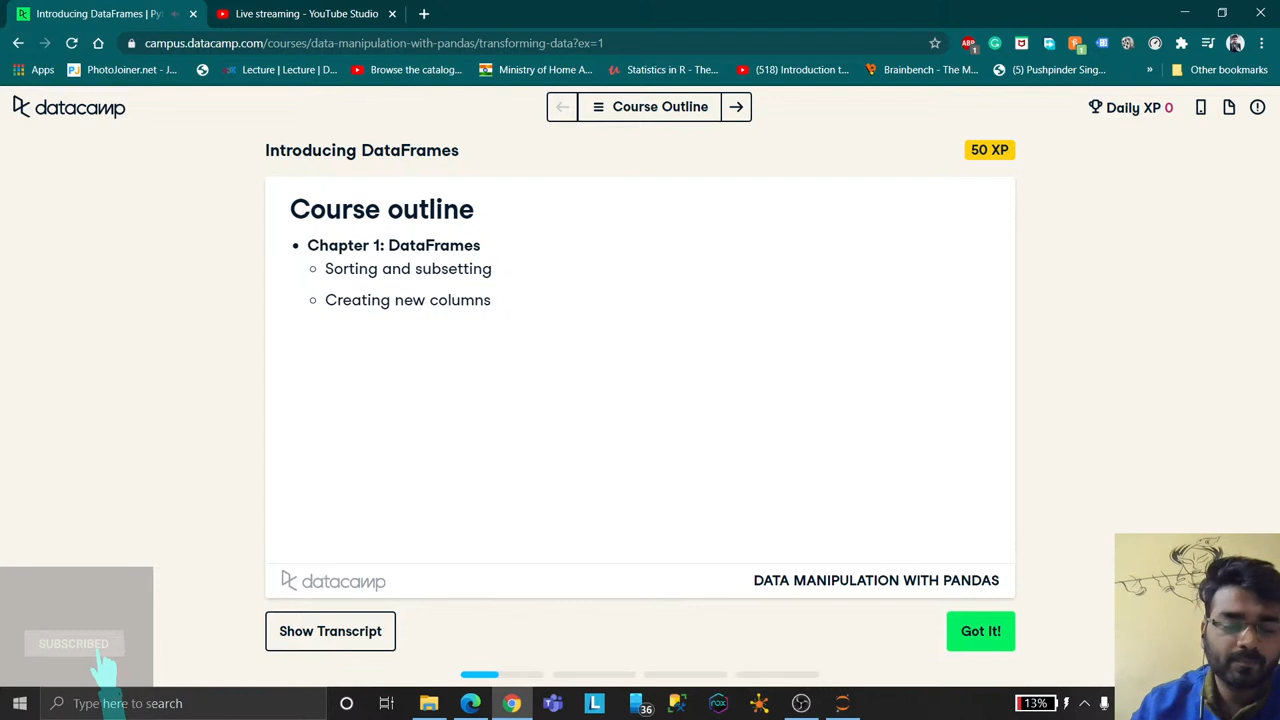 Introducing DataFrames | Pyt
Live streaming - YouTube Studio
campus.datacamp.com/courses/data-manipulation-with-pandas/transforming-data?ex=1
Apps
PhotoJoiner.net - J...
Lecture | Lecture | D...
Browse the catalog...
Ministry of Home A...
Statistics in R - The...
(518) Introduction t...
Brainbench - The M...
(5) Pushpinder Sing...
»
Other bookmarks
datacamp
Course Outline
Daily XP 0
Introducing DataFrames
50 XP
Course outline
• Chapter 1: DataFrames
○ Sorting and subsetting
○ Creating new columns
datacamp
DATA MANIPULATION WITH PANDAS
Show Transcript
Got It!
SUBSCRIBED
Type here to search
36
13%